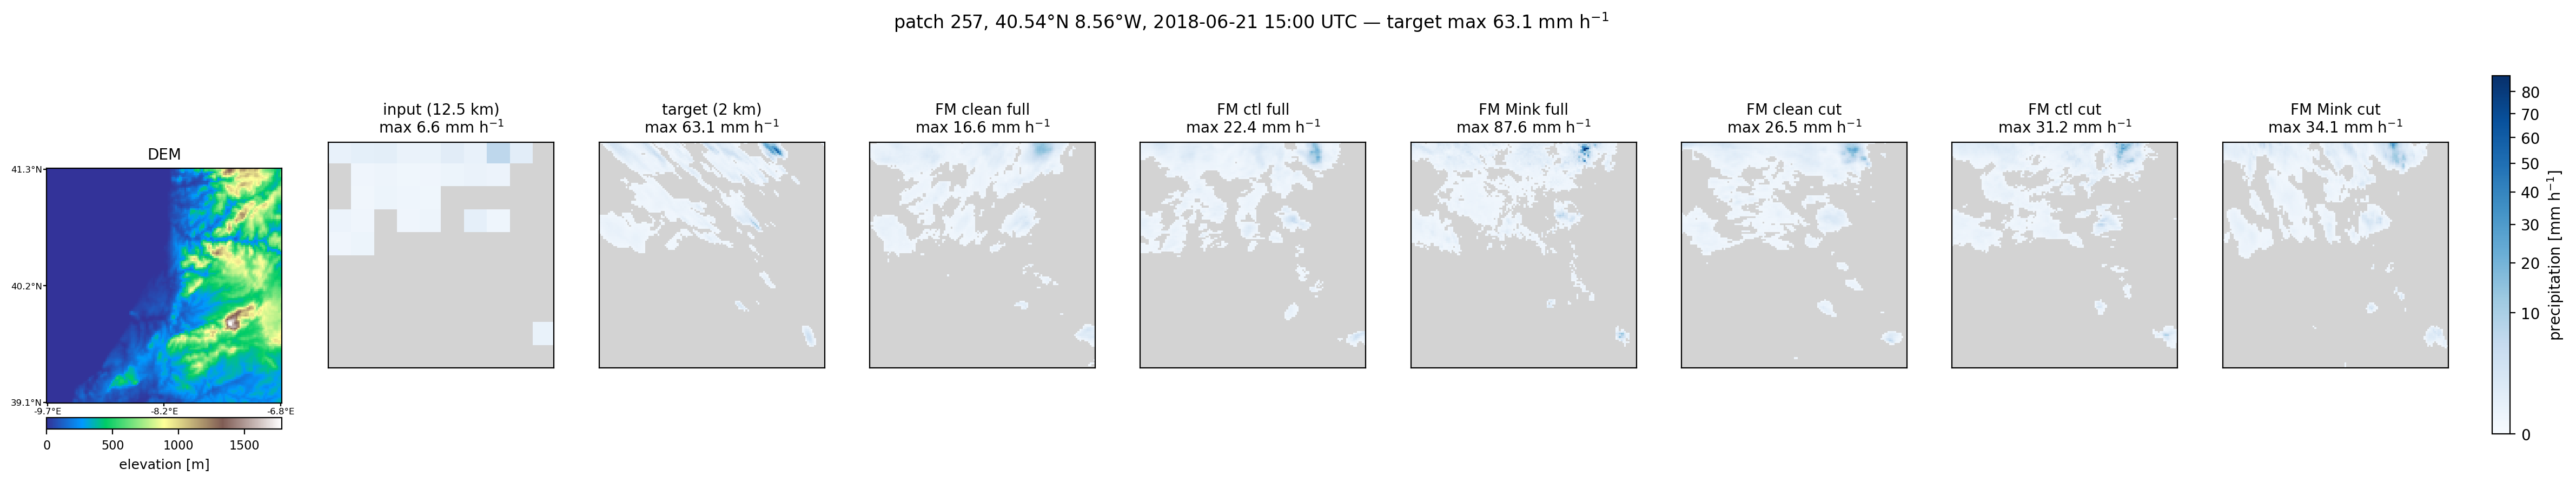 patch 257, 40.54°N 8.56°W, 2018-06-21 15:00 UTC — target max 63.1 mm h⁻¹
DEM
41.3°N
40.2°N
39.1°N
-9.7°E -8.2°E -6.8°E
0 500 1000 1500
elevation [m]
input (12.5 km)
max 6.6 mm h⁻¹
target (2 km)
max 63.1 mm h⁻¹
FM clean full
max 16.6 mm h⁻¹
FM ctl full
max 22.4 mm h⁻¹
FM Mink full
max 87.6 mm h⁻¹
FM clean cut
max 26.5 mm h⁻¹
FM ctl cut
max 31.2 mm h⁻¹
FM Mink cut
max 34.1 mm h⁻¹
80
70
60
50
40
30
20
10
0
precipitation [mm h⁻¹]